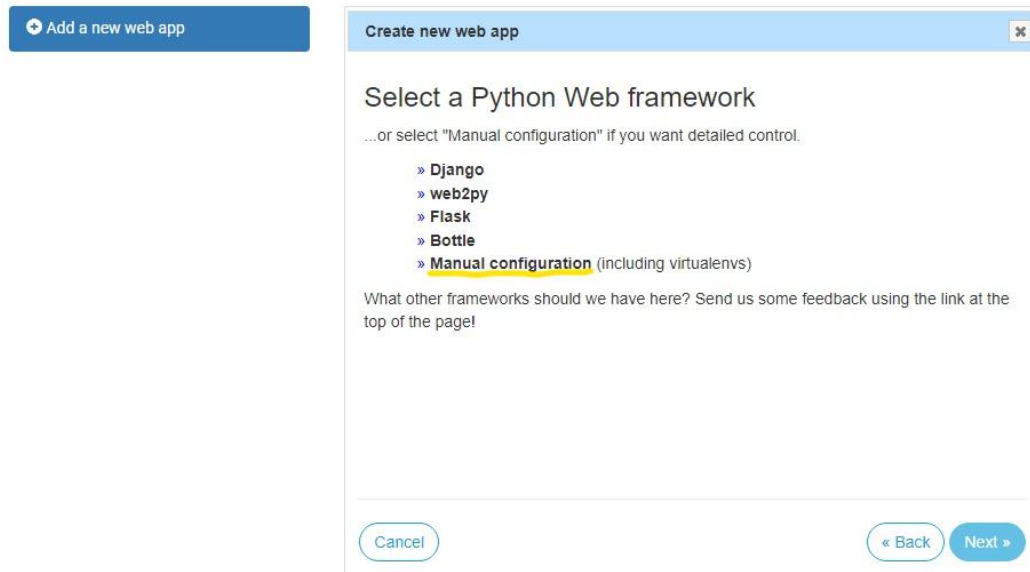 Add a new web app
Create new web app
Select a Python Web framework
...or select "Manual configuration" if you want detailed control.
» Django
» web2py
» Flask
» Bottle
» Manual configuration (including virtualenvs)
What other frameworks should we have here? Send us some feedback using the link at the
top of the page!
Cancel
« Back
Next »